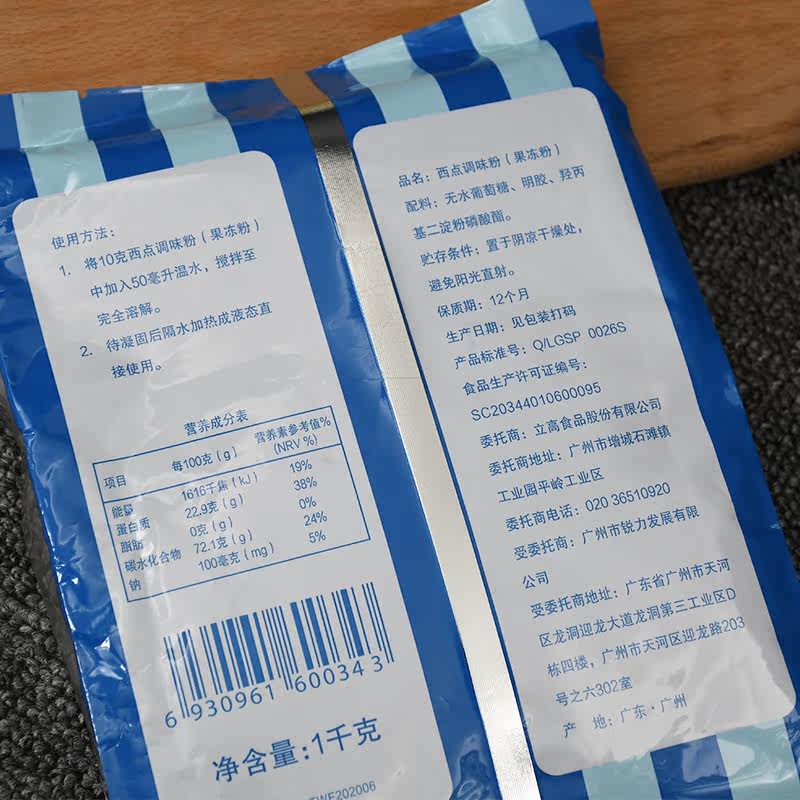 使用方法：
1. 将10克西点调味粉（果冻粉）
中加入50毫升温水，搅拌至
完全溶解。
2. 待凝固后隔水加热成液态直
接使用。
营养成分表
项目 每100克（g） 营养素参考值%
(NRV %)
能量 1616千焦（kJ） 19%
蛋白质 22.9克（g） 38%
脂肪 0克（g） 0%
碳水化合物 72.1克（g） 24%
钠 100毫克（mg） 5%
6 930961 600343
净含量:1千克
TWF202006
品名：西点调味粉（果冻粉）
配料：无水葡萄糖、明胶、羟丙
基二淀粉磷酸酯。
贮存条件：置于阴凉干燥处，
避免阳光直射。
保质期：12个月
生产日期：见包装打码
产品标准号：Q/LGSP 0026S
食品生产许可证编号：
SC20344010600095
委托商：立高食品股份有限公司
委托商地址：广州市增城石滩镇
工业园平岭工业区
委托商电话：020 36510920
受委托商：广州市锐力发展有限
公司
受委托商地址：广东省广州市天河
区龙洞迎龙大道龙洞第三工业区D
栋四楼，广州市天河区迎龙路203
号之六302室
产 地：广东·广州